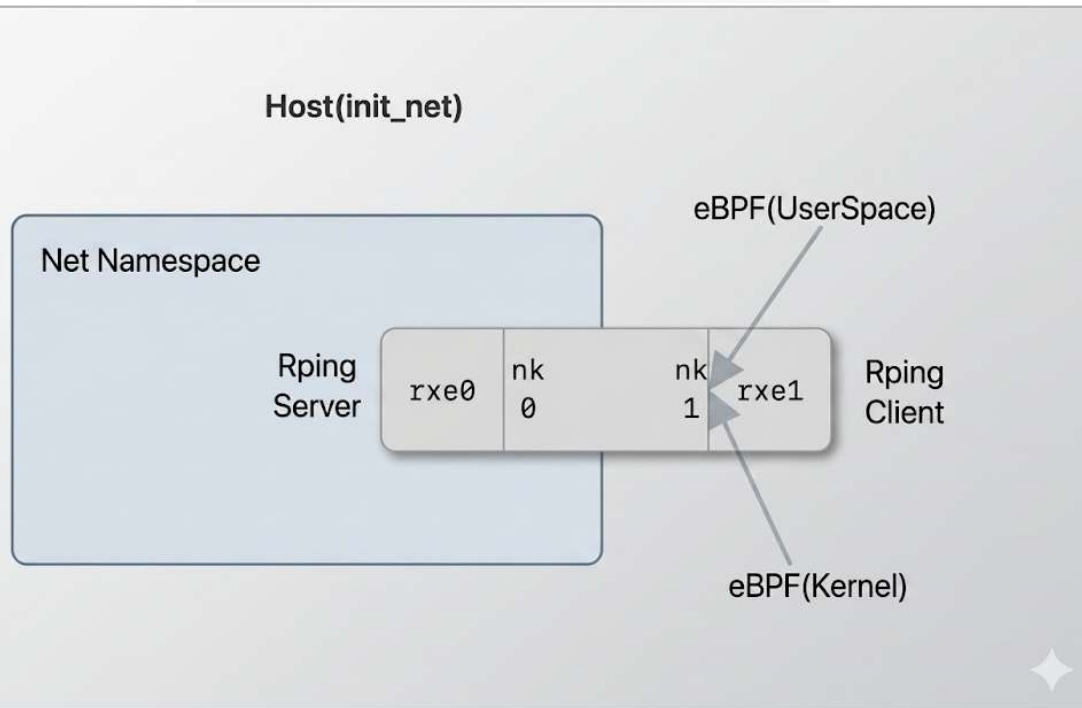 Host(init_net)
eBPF(UserSpace)
Net Namespace
Rping
Server
rxe0
nk
0
nk
1
rxe1
Rping
Client
eBPF(Kernel)